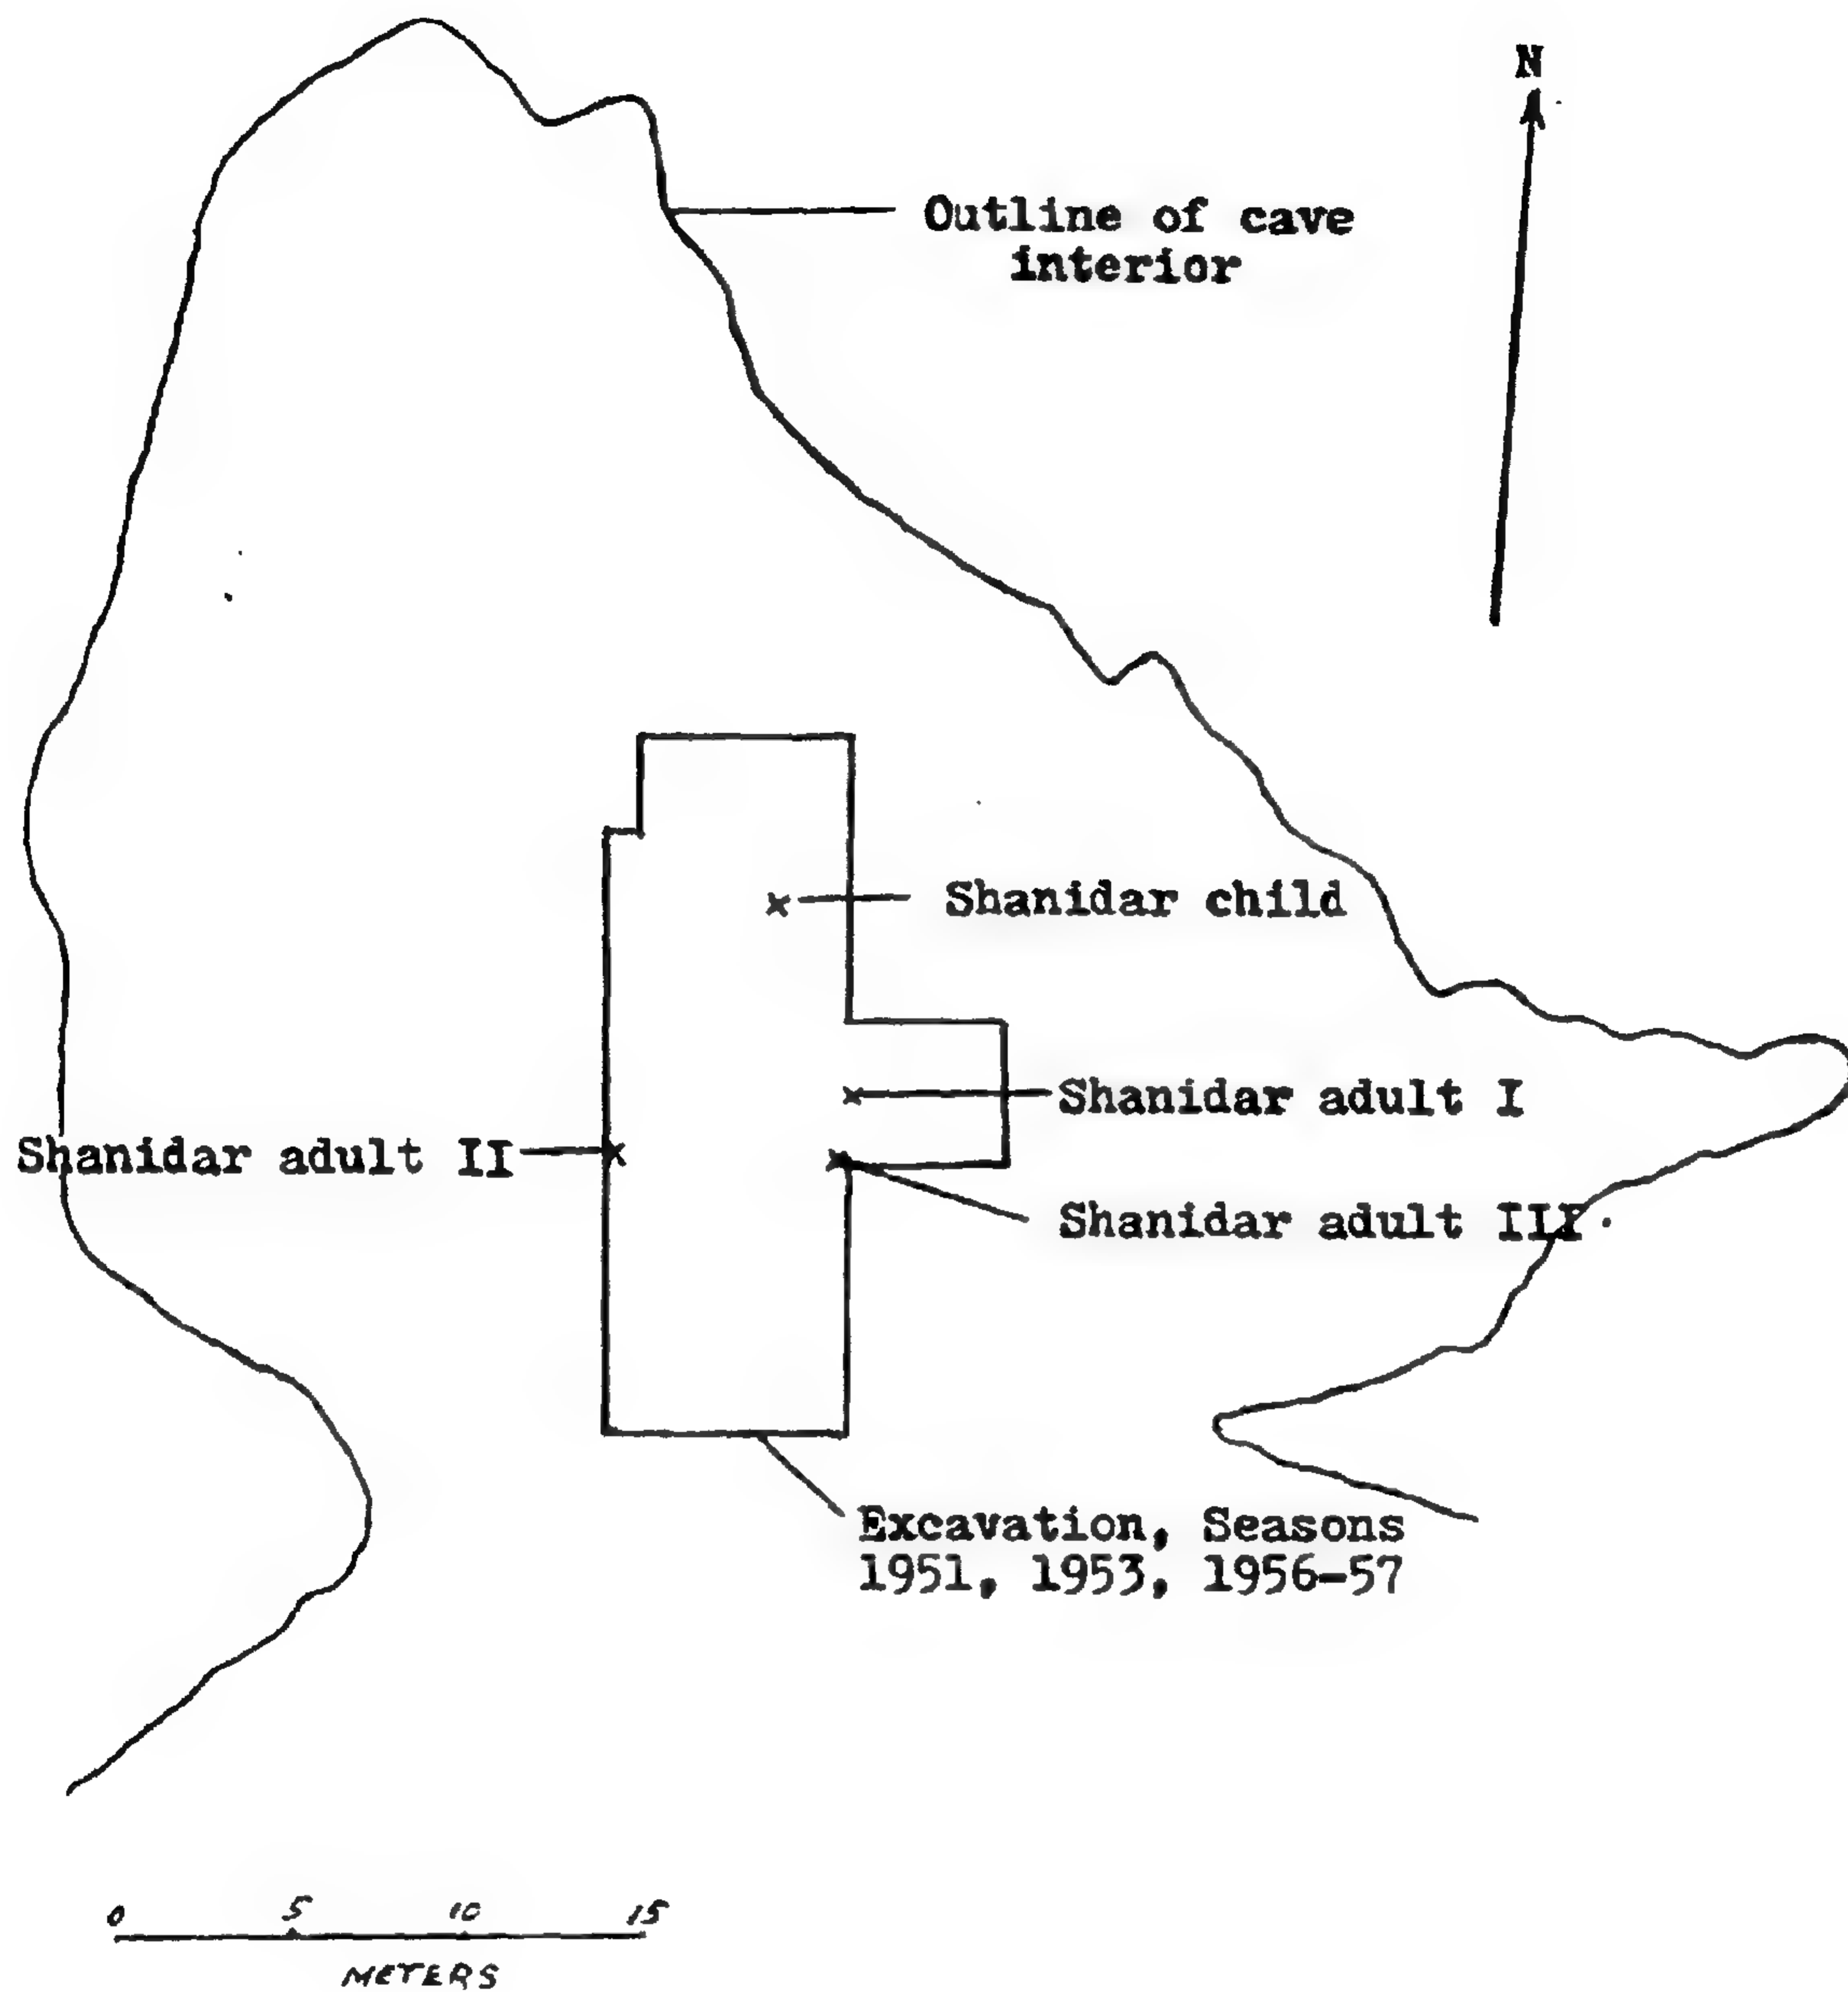 N
Outline of cave
interior
Shanidar child
Shanidar adult I
Shanidar adult II
Shanidar adult III
Excavation, Seasons
1951, 1953, 1956-57
0 5 10 15
METERS